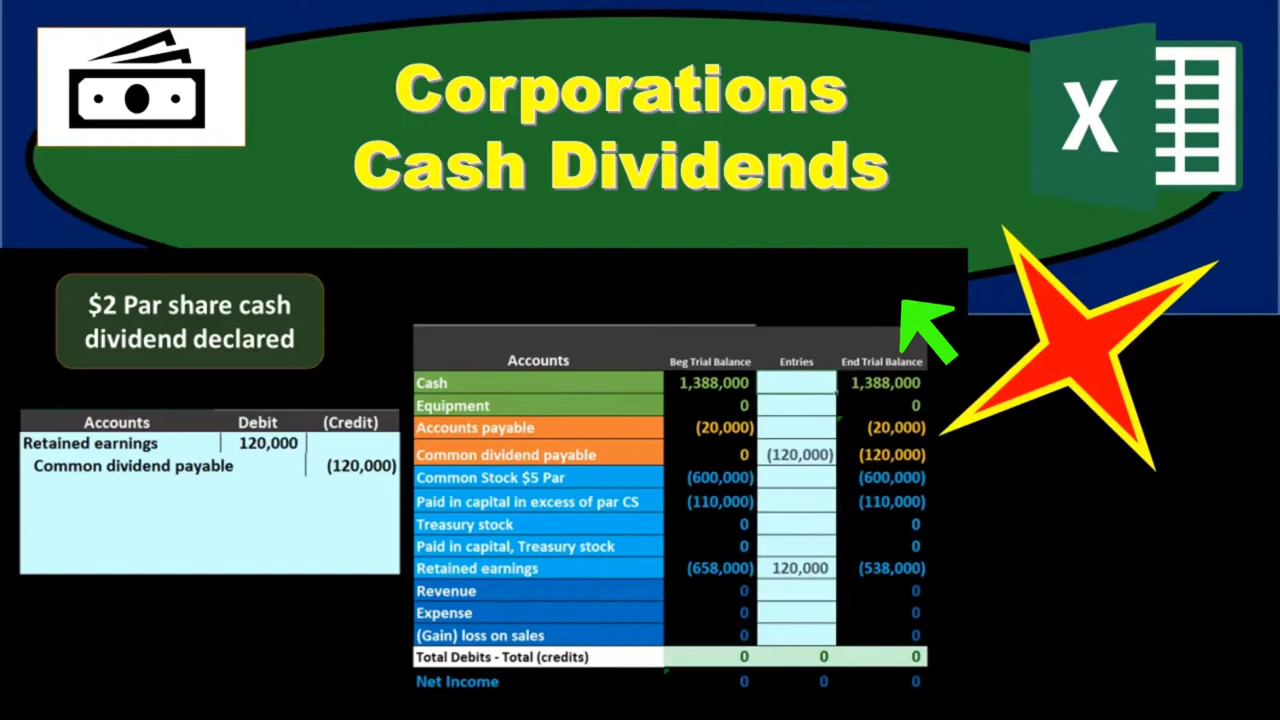 Corporations
Cash Dividends
X
$2 Par share cash
dividend declared
Accounts Debit (Credit)
Retained earnings 120,000
Common dividend payable (120,000)
Accounts Beg Trial Balance Entries End Trial Balance
Cash 1,388,000 1,388,000
Equipment 0 0
Accounts payable (20,000) (20,000)
Common dividend payable 0 (120,000) (120,000)
Common Stock $5 Par (600,000) (600,000)
Paid in capital in excess of par CS (110,000) (110,000)
Treasury stock 0 0
Paid in capital, Treasury stock 0 0
Retained earnings (658,000) 120,000 (538,000)
Revenue 0 0
Expense 0 0
(Gain) loss on sales 0 0
Total Debits - Total (credits) 0 0 0
Net Income 0 0 0